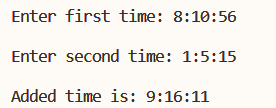 Enter first time: 8:10:56
Enter second time: 1:5:15
Added time is: 9:16:11